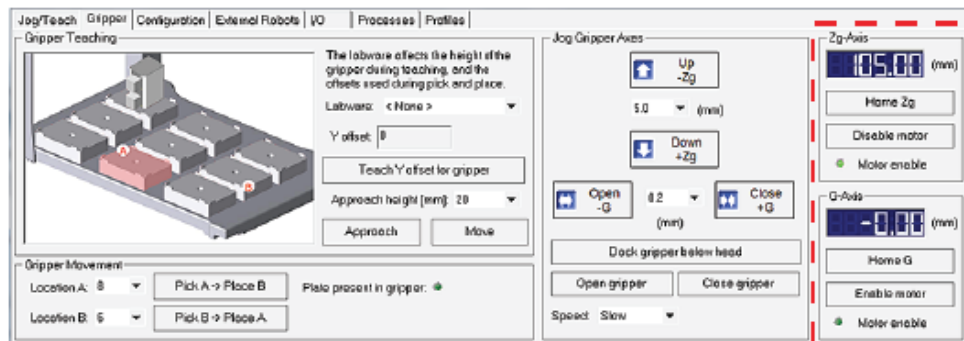 Jog/Teach Gripper Configuration External Robots I/O Processes Profiles
Gripper Teaching
The labware affects the height of the
gripper during teaching, and the
offsets used during pick and place.
Labware: < None >
Y offset: 0
Teach Y offset for gripper
Approach height [mm]: 20
Approach Move
A
B
Gripper Movement
Location A: 8 Pick A -> Place B Plate present in gripper:
Location B: 6 Pick B -> Place A
Jog Gripper Axes
Up
-Zg
5.0 (mm)
Down
+Zg
Open
-G
0.2
(mm)
Close
+G
Dock gripper below head
Open gripper Close gripper
Speed: Slow
Zg-Axis
105.00 (mm)
Home Zg
Disable motor
Motor enable
G-Axis
-0.00 (mm)
Home G
Enable motor
Motor enable